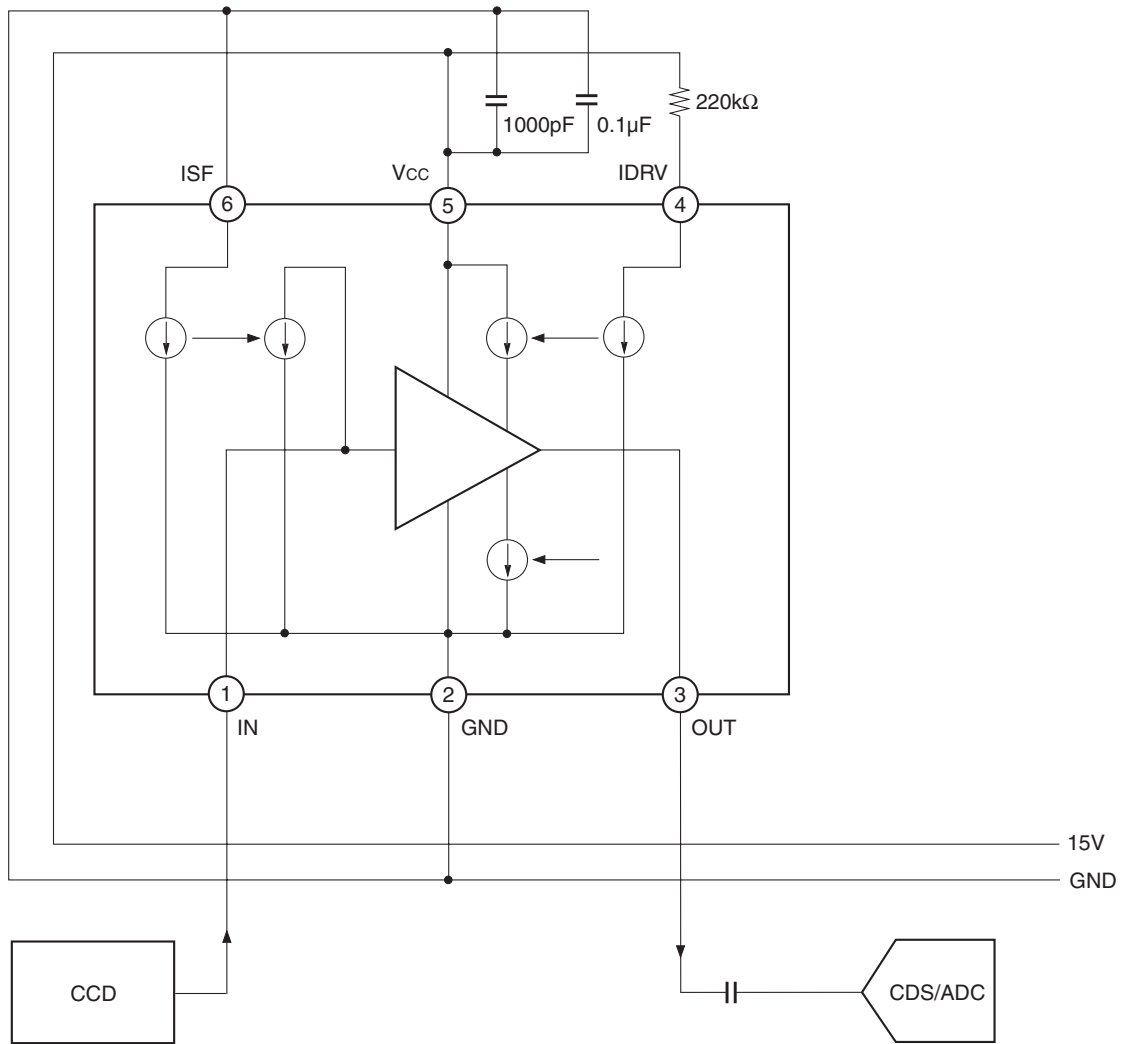 220kΩ
1000pF
0.1µF
ISF
VCC
IDRV
6
5
4
1
2
3
IN
GND
OUT
15V
GND
CCD
CDS/ADC